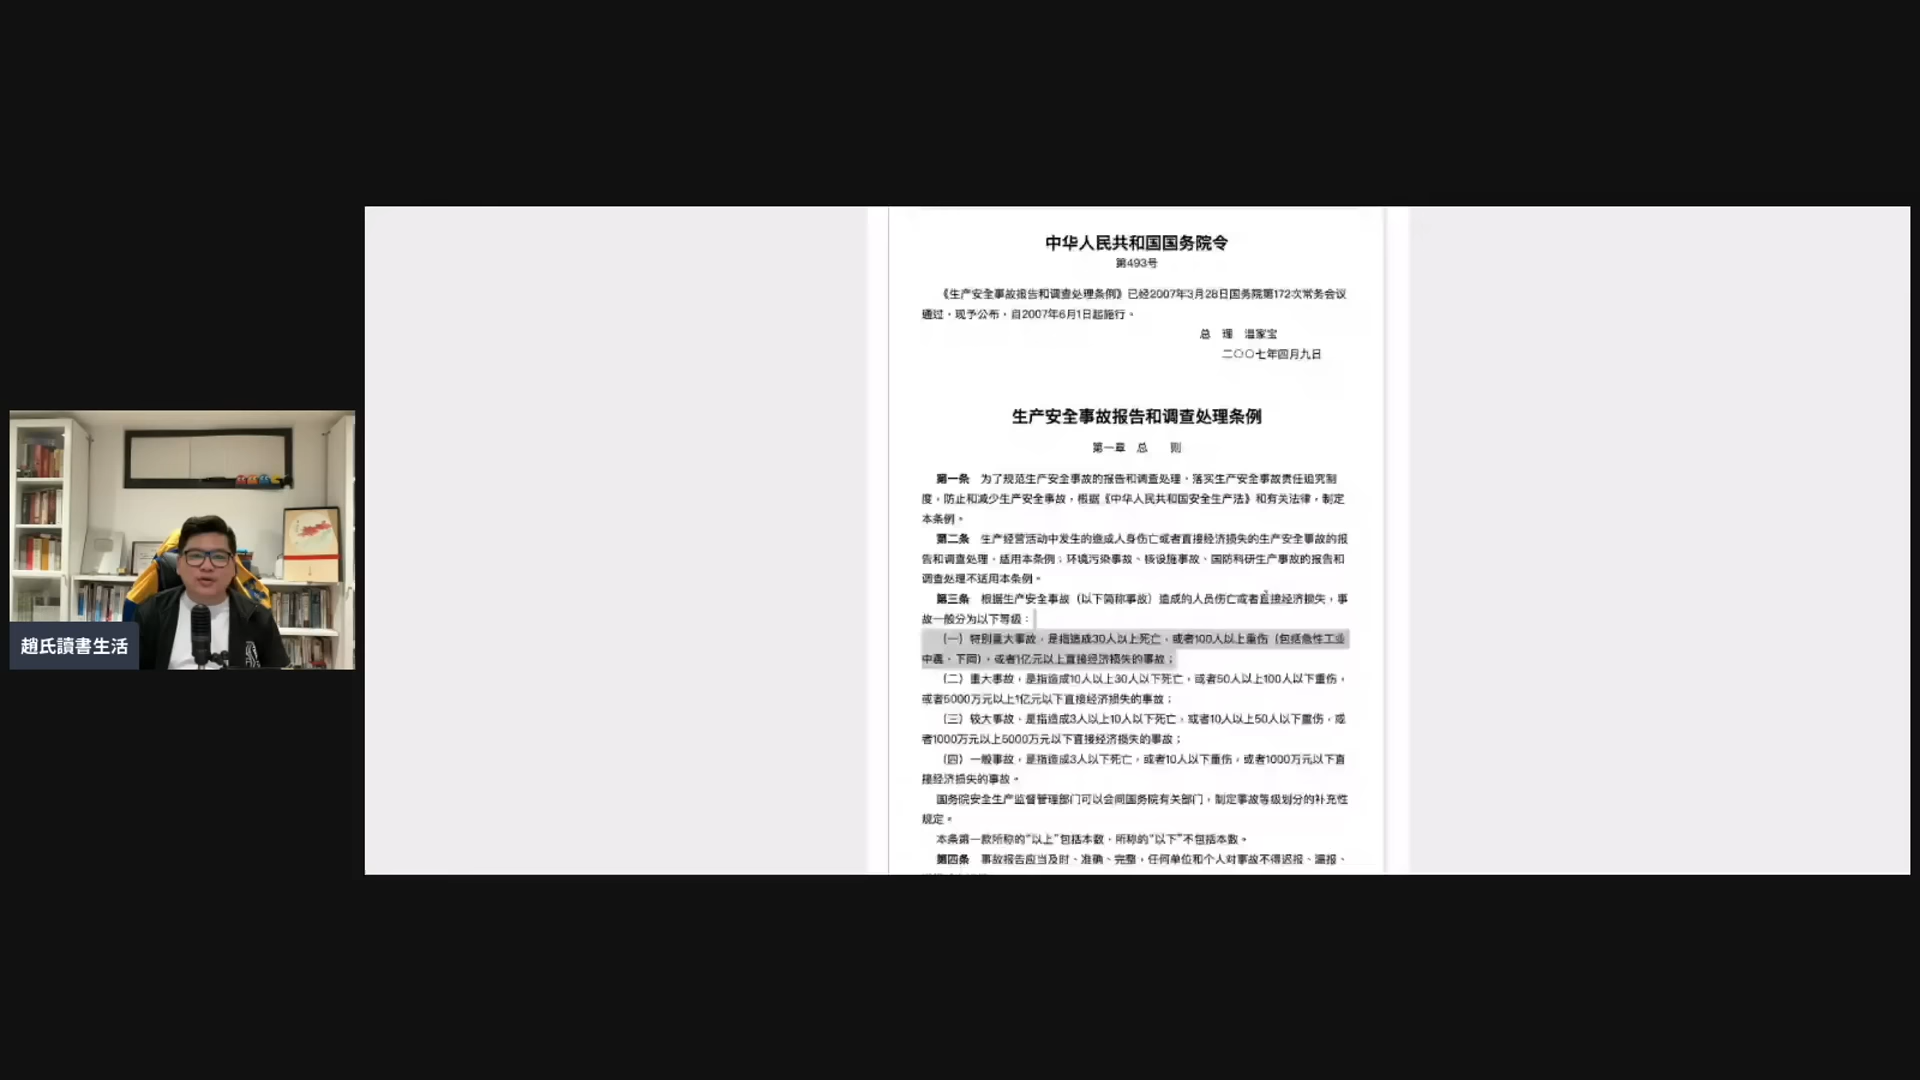 趙氏讀書生活
中华人民共和国国务院令
第493号
《生产安全事故报告和调查处理条例》已经2007年3月28日国务院第172次常务会议
通过,现予公布,自2007年6月1日起施行。
总 理 温家宝
二〇〇七年四月九日
生产安全事故报告和调查处理条例
第一章 总 则
第一条 为了规范生产安全事故的报告和调查处理,落实生产安全事故责任追究制
度,防止和减少生产安全事故,根据《中华人民共和国安全生产法》和有关法律,制定
本条例。
第二条 生产经营活动中发生的造成人身伤亡或者直接经济损失的生产安全事故的报
告和调查处理,适用本条例;环境污染事故、核设施事故、国防科研生产事故的报告和
调查处理不适用本条例。
第三条 根据生产安全事故(以下简称事故)造成的人员伤亡或者直接经济损失,事
故一般分为以下等级:
(一)特别重大事故,是指造成30人以上死亡,或者100人以上重伤(包括急性工业
中毒,下同),或者1亿元以上直接经济损失的事故;
(二)重大事故,是指造成10人以上30人以下死亡,或者50人以上100人以下重伤,
或者5000万元以上1亿元以下直接经济损失的事故;
(三)较大事故,是指造成3人以上10人以下死亡,或者10人以上50人以下重伤,或
者1000万元以上5000万元以下直接经济损失的事故;
(四)一般事故,是指造成3人以下死亡,或者10人以下重伤,或者1000万元以下直
接经济损失的事故。
国务院安全生产监督管理部门可以会同国务院有关部门,制定事故等级划分的补充性
规定。
本条第一款所称的“以上”包括本数,所称的“以下”不包括本数。
第四条 事故报告应当及时、准确、完整,任何单位和个人对事故不得迟报、漏报、